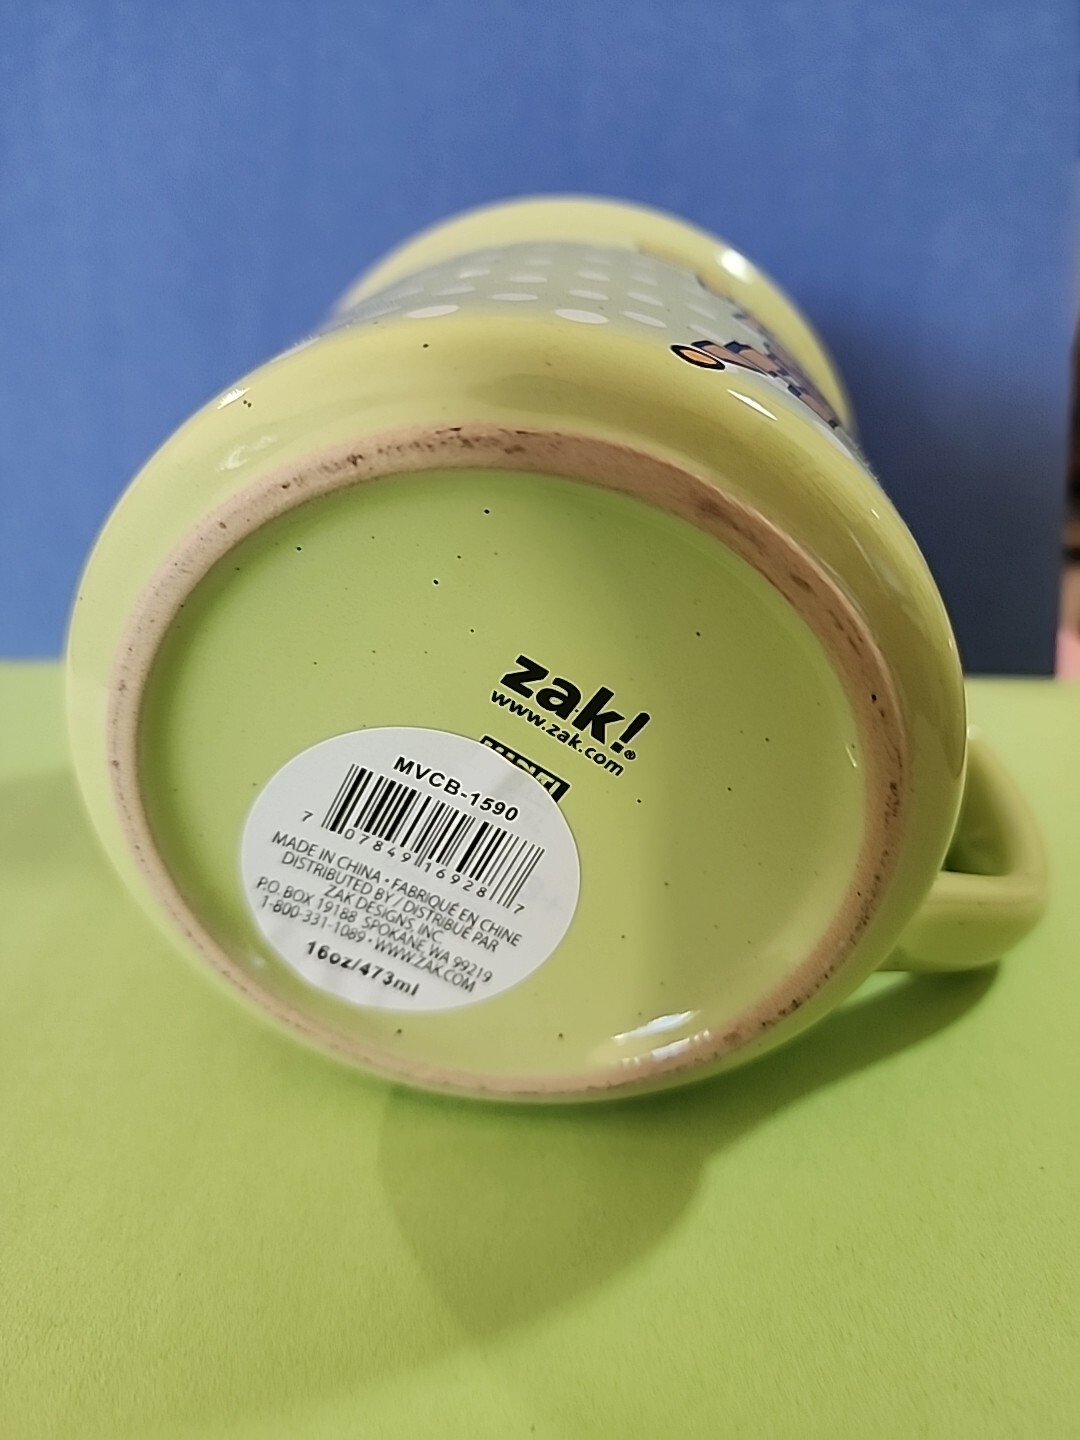 zak!®
www.zak.com
MVCB-1590
7 07849 16928 7
MADE IN CHINA • FABRIQUÉ EN CHINE
DISTRIBUTED BY / DISTRIBUÉ PAR
ZAK DESIGNS, INC.
P.O. BOX 19188 SPOKANE, WA 99219
1-800-331-1089 • WWW.ZAK.COM
16oz/473ml